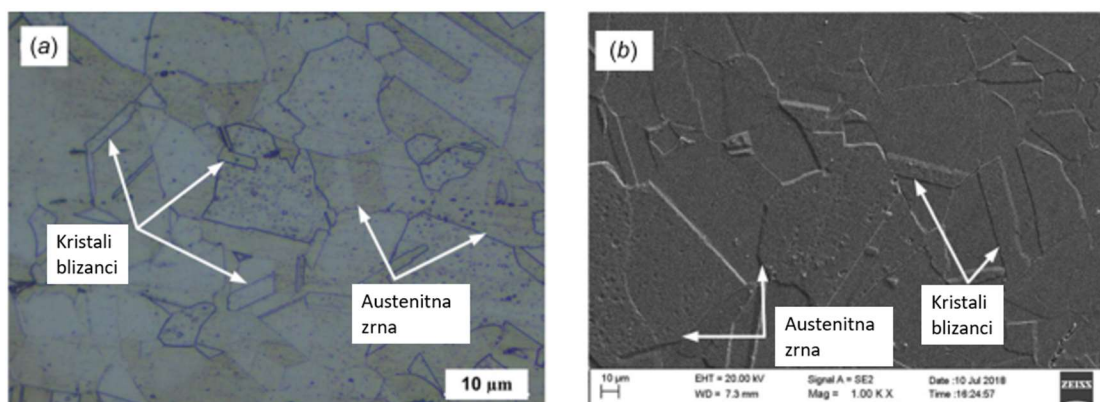 (a)
Kristali
blizanci
Austenitna
zrna
10 µm
(b)
Austenitna
zrna
Kristali
blizanci
10 µm
EHT = 20.00 kV
WD = 7.3 mm
Signal A = SE2
Mag = 1.00 K X
Date :10 Jul 2018
Time :16:24:57
ZEISS